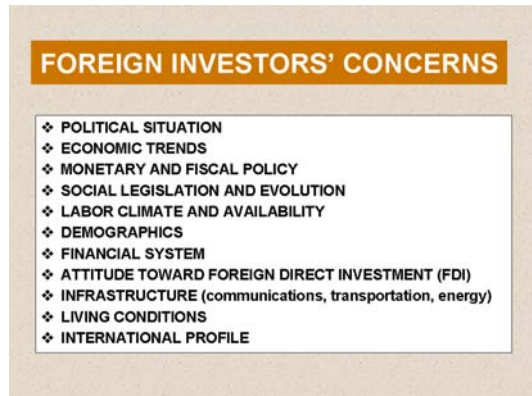 FOREIGN INVESTORS' CONCERNS
❖ POLITICAL SITUATION
❖ ECONOMIC TRENDS
❖ MONETARY AND FISCAL POLICY
❖ SOCIAL LEGISLATION AND EVOLUTION
❖ LABOR CLIMATE AND AVAILABILITY
❖ DEMOGRAPHICS
❖ FINANCIAL SYSTEM
❖ ATTITUDE TOWARD FOREIGN DIRECT INVESTMENT (FDI)
❖ INFRASTRUCTURE (communications, transportation, energy)
❖ LIVING CONDITIONS
❖ INTERNATIONAL PROFILE